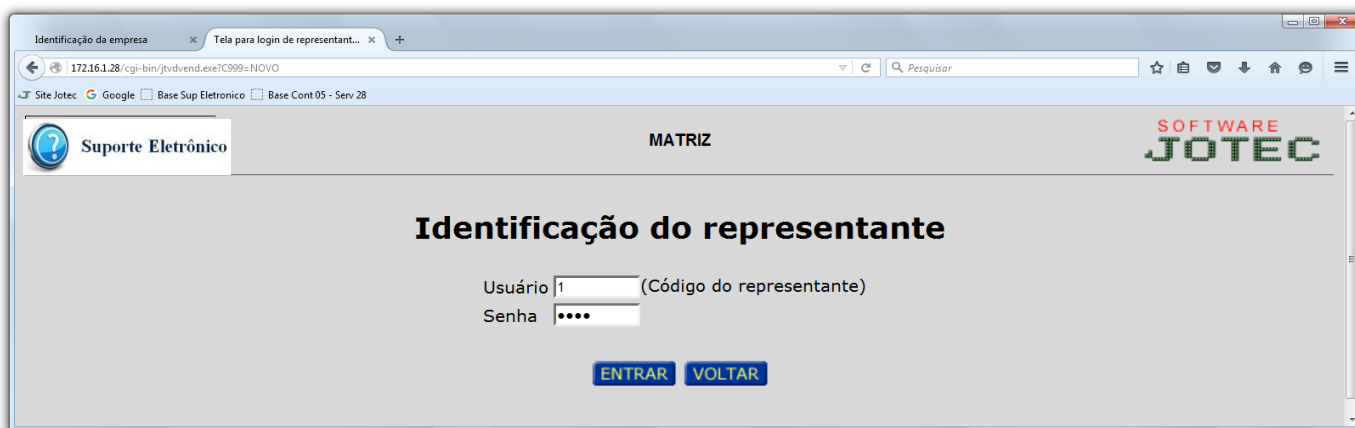 Identificação da empresa × Tela para login de representant... × +
172.16.1.28/cgi-bin/jtvdvend.exe?C999=NOVO Pesquisar
Site Jotec Google Base Sup Eletronico Base Cont 05 - Serv 28
Suporte Eletrônico
MATRIZ
SOFTWARE
JOTEC
Identificação do representante
Usuário 1 (Código do representante)
Senha ••••
ENTRAR VOLTAR